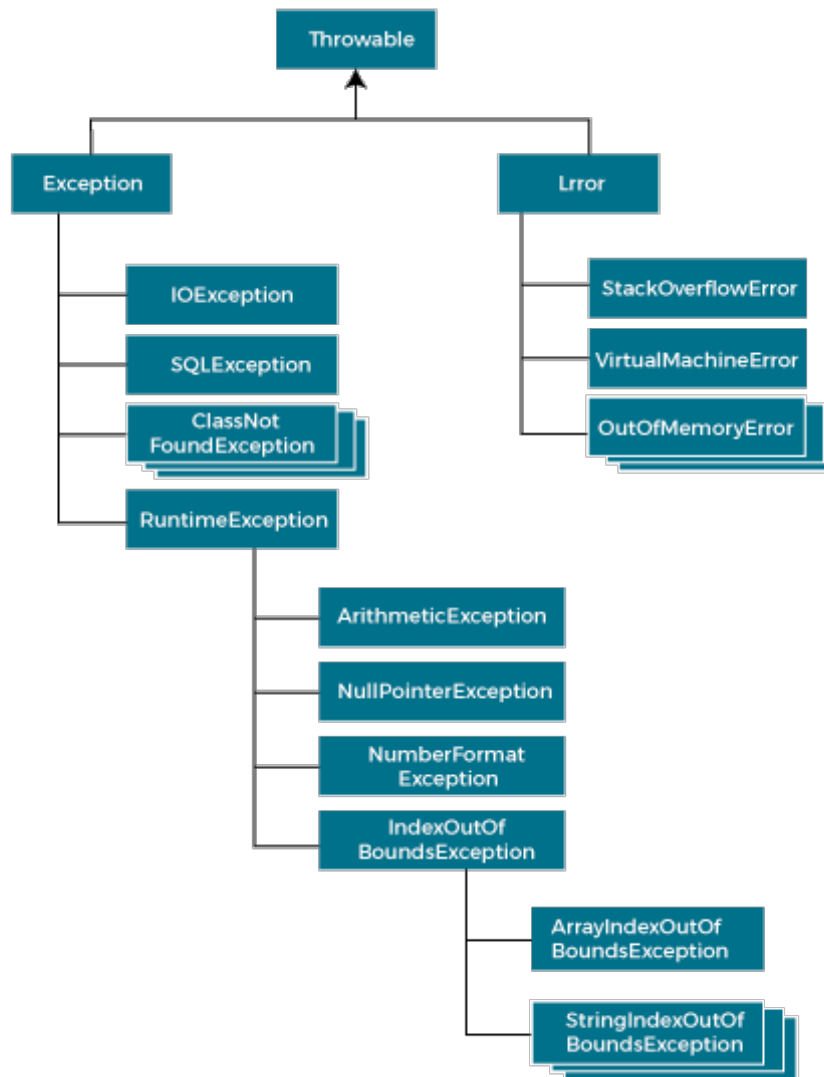 Throwable
Exception
Lrror
IOException
SQLException
ClassNot
FoundException
RuntimeException
StackOverflowError
VirtualMachineError
OutOfMemoryError
ArithmeticException
NullPointerException
NumberFormat
Exception
IndexOutOf
BoundsException
ArrayIndexOutOf
BoundsException
StringIndexOutOf
BoundsException